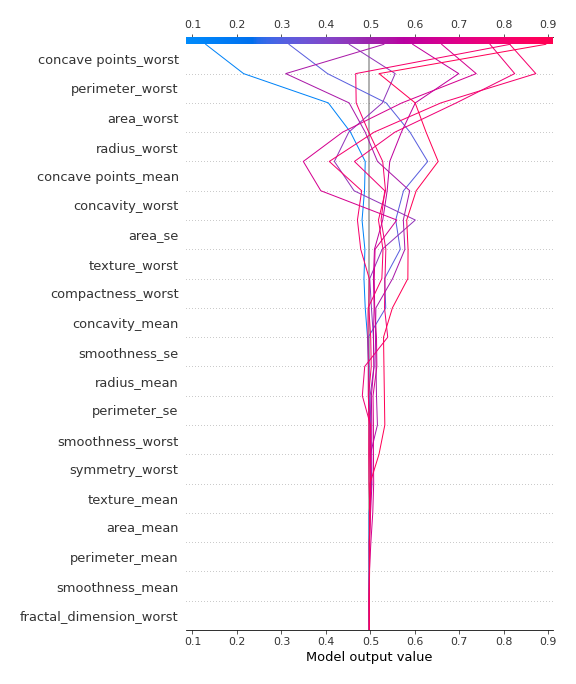 0.1 0.2 0.3 0.4 0.5 0.6 0.7 0.8 0.9
concave points_worst
perimeter_worst
area_worst
radius_worst
concave points_mean
concavity_worst
area_se
texture_worst
compactness_worst
concavity_mean
smoothness_se
radius_mean
perimeter_se
smoothness_worst
symmetry_worst
texture_mean
area_mean
perimeter_mean
smoothness_mean
fractal_dimension_worst
0.1 0.2 0.3 0.4 0.5 0.6 0.7 0.8 0.9
Model output value